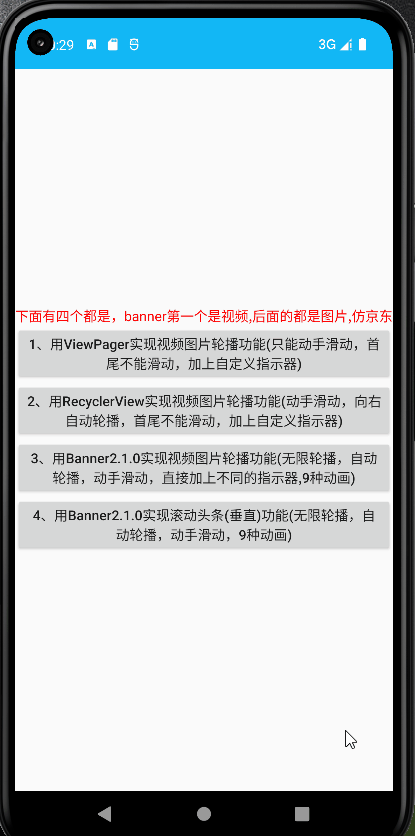 :29
3G
下面有四个都是，banner第一个是视频,后面的都是图片,仿京东
1、用ViewPager实现视频图片轮播功能(只能动手滑动，首
尾不能滑动，加上自定义指示器)
2、用RecyclerView实现视频图片轮播功能(动手滑动，向右
自动轮播，首尾不能滑动，加上自定义指示器)
3、用Banner2.1.0实现视频图片轮播功能(无限轮播，自动
轮播，动手滑动，直接加上不同的指示器,9种动画)
4、用Banner2.1.0实现滚动头条(垂直)功能(无限轮播，自
动轮播，动手滑动，9种动画)